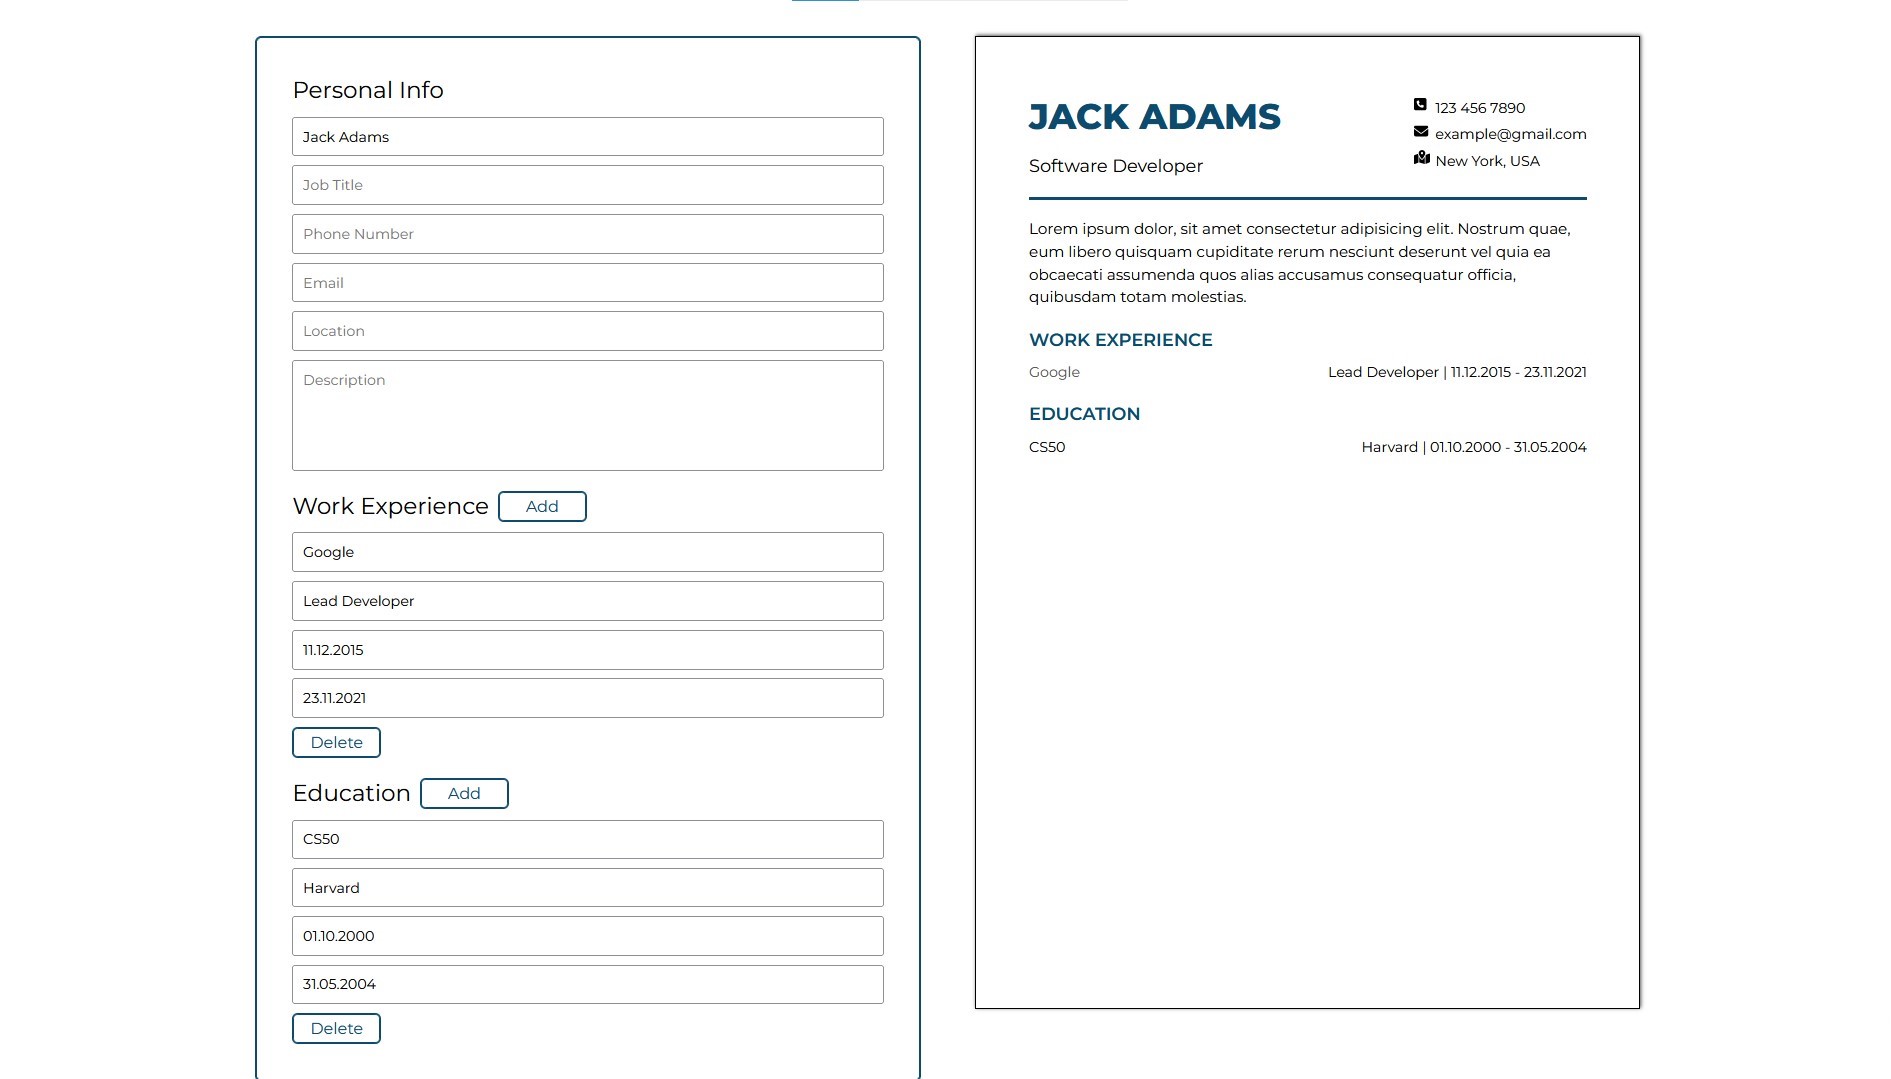 Personal Info
Jack Adams
Job Title
Phone Number
Email
Location
Description
Work Experience Add
Google
Lead Developer
11.12.2015
23.11.2021
Delete
Education Add
CS50
Harvard
01.10.2000
31.05.2004
Delete
JACK ADAMS
Software Developer
123 456 7890
example@gmail.com
New York, USA
Lorem ipsum dolor, sit amet consectetur adipisicing elit. Nostrum quae,
eum libero quisquam cupiditate rerum nesciunt deserunt vel quia ea
obcaecati assumenda quos alias accusamus consequatur officia,
quibusdam totam molestias.
WORK EXPERIENCE
Google Lead Developer | 11.12.2015 - 23.11.2021
EDUCATION
CS50 Harvard | 01.10.2000 - 31.05.2004